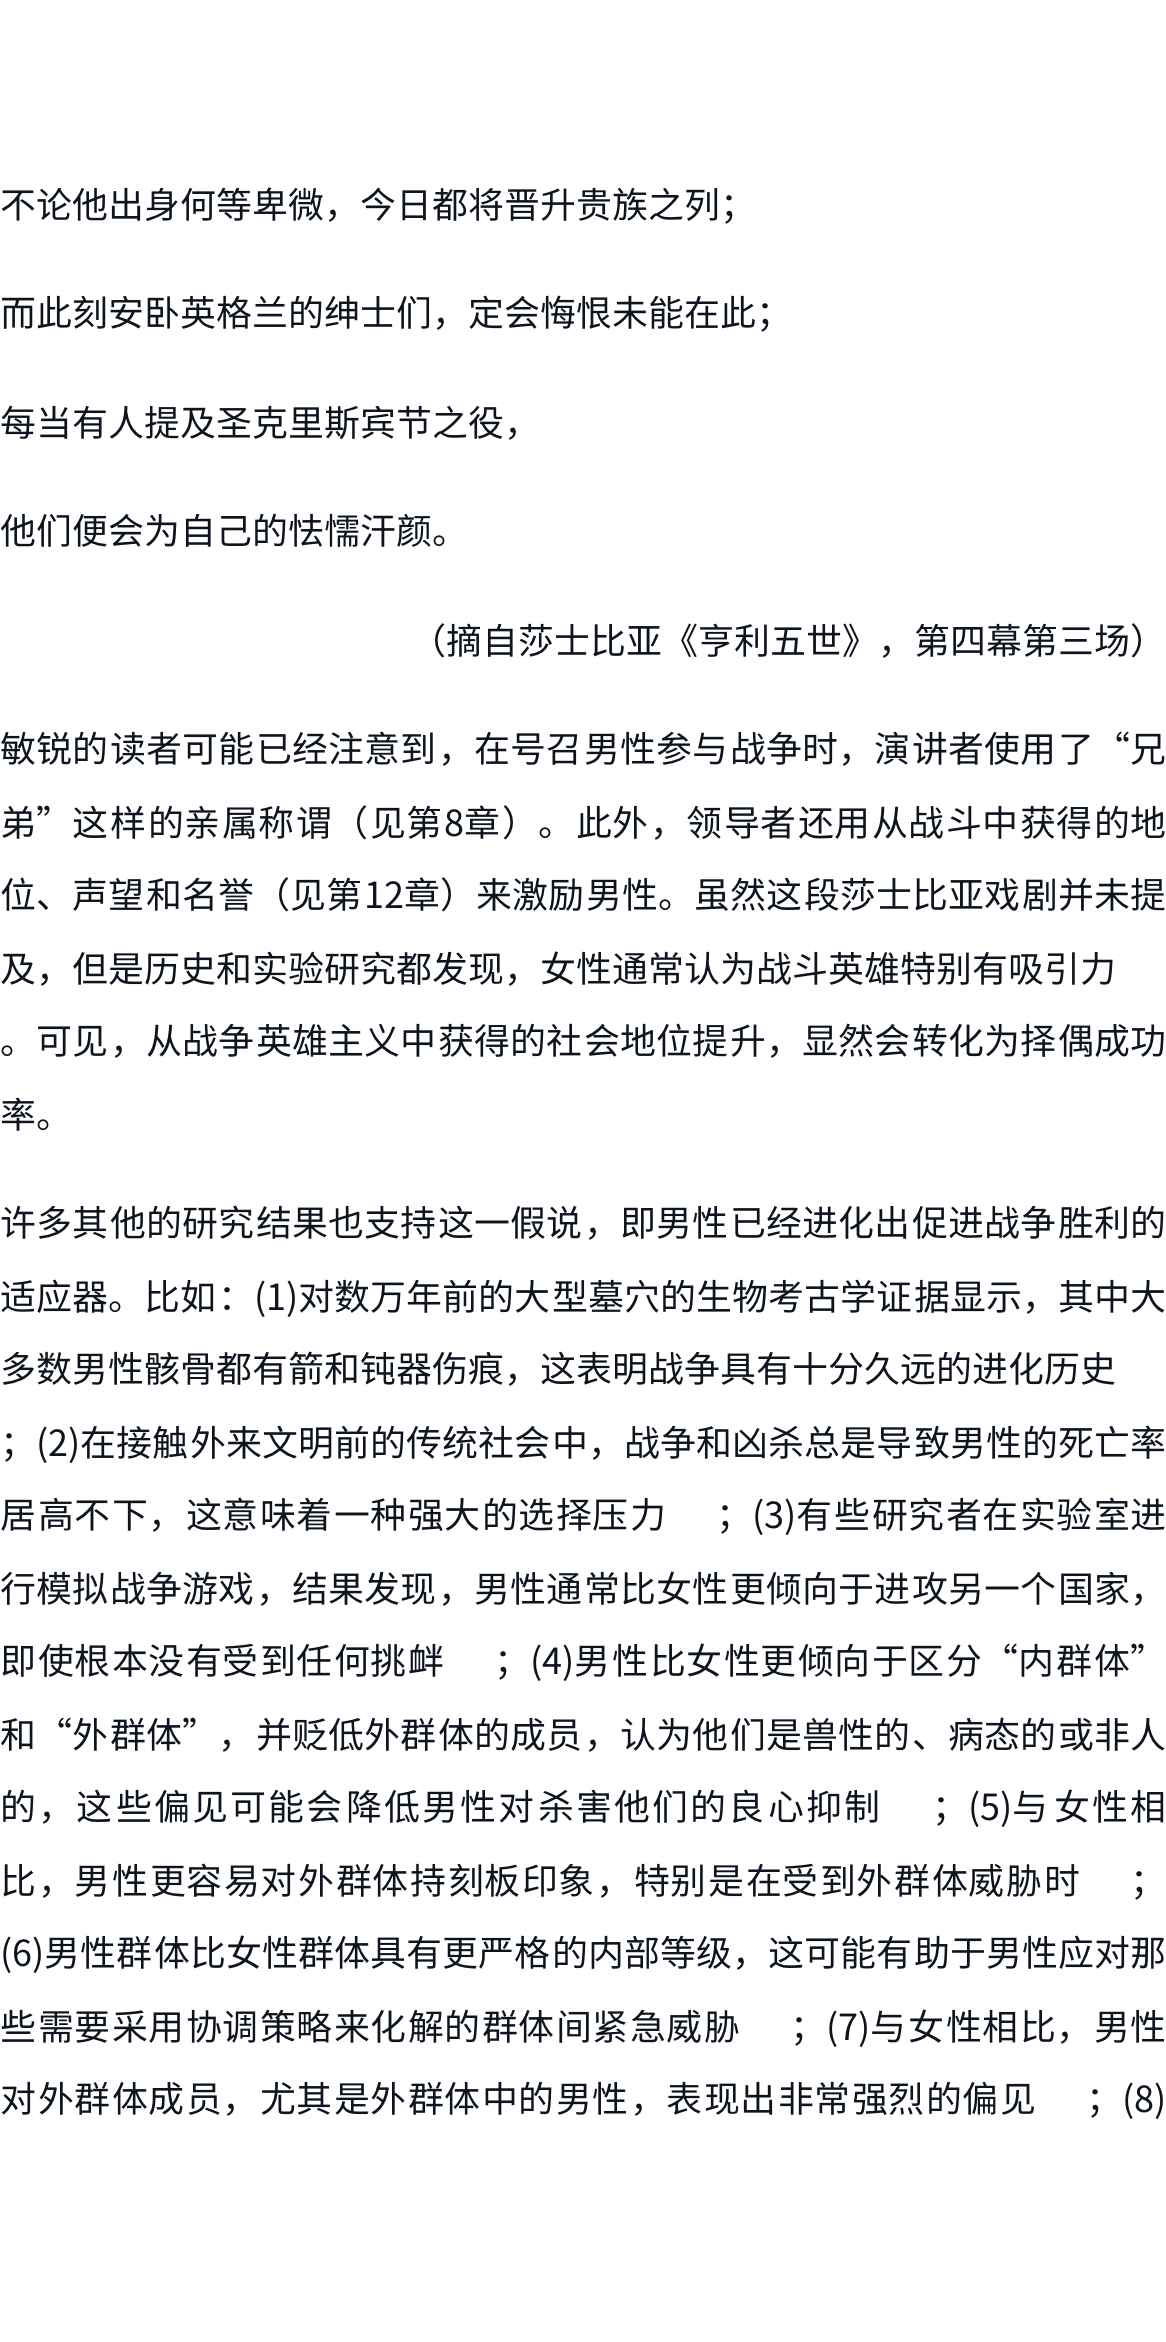 不论他出身何等卑微，今日都将晋升贵族之列；
而此刻安卧英格兰的绅士们，定会悔恨未能在此；
每当有人提及圣克里斯宾节之役，
他们便会为自己的怯懦汗颜。
（摘自莎士比亚《亨利五世》，第四幕第三场）
敏锐的读者可能已经注意到，在号召男性参与战争时，演讲者使用了“兄
弟”这样的亲属称谓（见第8章）。此外，领导者还用从战斗中获得的地
位、声望和名誉（见第12章）来激励男性。虽然这段莎士比亚戏剧并未提
及，但是历史和实验研究都发现，女性通常认为战斗英雄特别有吸引力
。可见，从战争英雄主义中获得的社会地位提升，显然会转化为择偶成功
率。
许多其他的研究结果也支持这一假说，即男性已经进化出促进战争胜利的
适应器。比如：(1)对数万年前的大型墓穴的生物考古学证据显示，其中大
多数男性骸骨都有箭和钝器伤痕，这表明战争具有十分久远的进化历史
；(2)在接触外来文明前的传统社会中，战争和凶杀总是导致男性的死亡率
居高不下，这意味着一种强大的选择压力 ；(3)有些研究者在实验室进
行模拟战争游戏，结果发现，男性通常比女性更倾向于进攻另一个国家，
即使根本没有受到任何挑衅 ；(4)男性比女性更倾向于区分“内群体”
和“外群体”，并贬低外群体的成员，认为他们是兽性的、病态的或非人
的，这些偏见可能会降低男性对杀害他们的良心抑制 ；(5)与女性相
比，男性更容易对外群体持刻板印象，特别是在受到外群体威胁时 ；
(6)男性群体比女性群体具有更严格的内部等级，这可能有助于男性应对那
些需要采用协调策略来化解的群体间紧急威胁 ；(7)与女性相比，男性
对外群体成员，尤其是外群体中的男性，表现出非常强烈的偏见 ；(8)